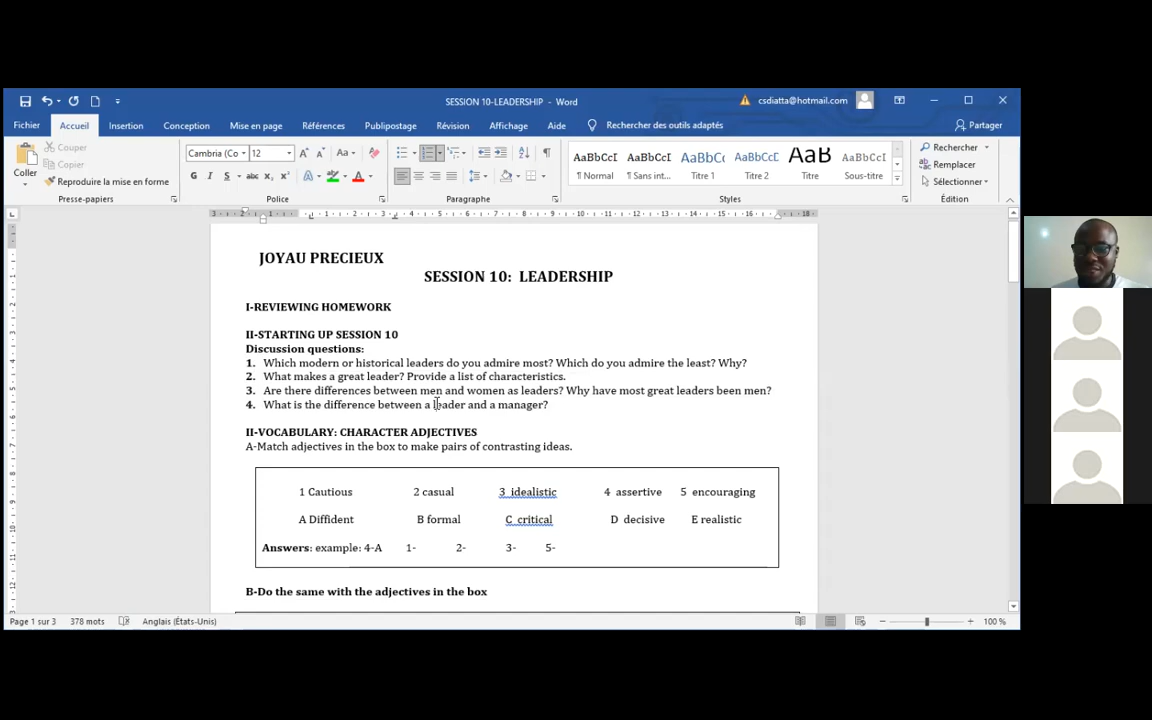 SESSION 10-LEADERSHIP - Word
csdiatta@hotmail.com
Fichier Accueil Insertion Conception Mise en page Références Publipostage Révision Affichage Aide Rechercher des outils adaptés Partager
Couper
Copier
Coller
Reproduire la mise en forme
Presse-papiers
Cambria (Co 12
Police
Paragraphe
AaBbCcI AaBbCcI AaBbCc AaBbCcE AaB AaBbCcI
¶ Normal ¶ Sans int... Titre 1 Titre 2 Titre Sous-titre
Styles
Rechercher
Remplacer
Sélectionner
Édition
JOYAU PRECIEUX
SESSION 10: LEADERSHIP
I-REVIEWING HOMEWORK
II-STARTING UP SESSION 10
Discussion questions:
1. Which modern or historical leaders do you admire most? Which do you admire the least? Why?
2. What makes a great leader? Provide a list of characteristics.
3. Are there differences between men and women as leaders? Why have most great leaders been men?
4. What is the difference between a leader and a manager?
II-VOCABULARY: CHARACTER ADJECTIVES
A-Match adjectives in the box to make pairs of contrasting ideas.
1 Cautious 2 casual 3 idealistic 4 assertive 5 encouraging
A Diffident B formal C critical D decisive E realistic
Answers: example: 4-A 1- 2- 3- 5-
B-Do the same with the adjectives in the box
Page 1 sur 3 378 mots Anglais (États-Unis) 100 %